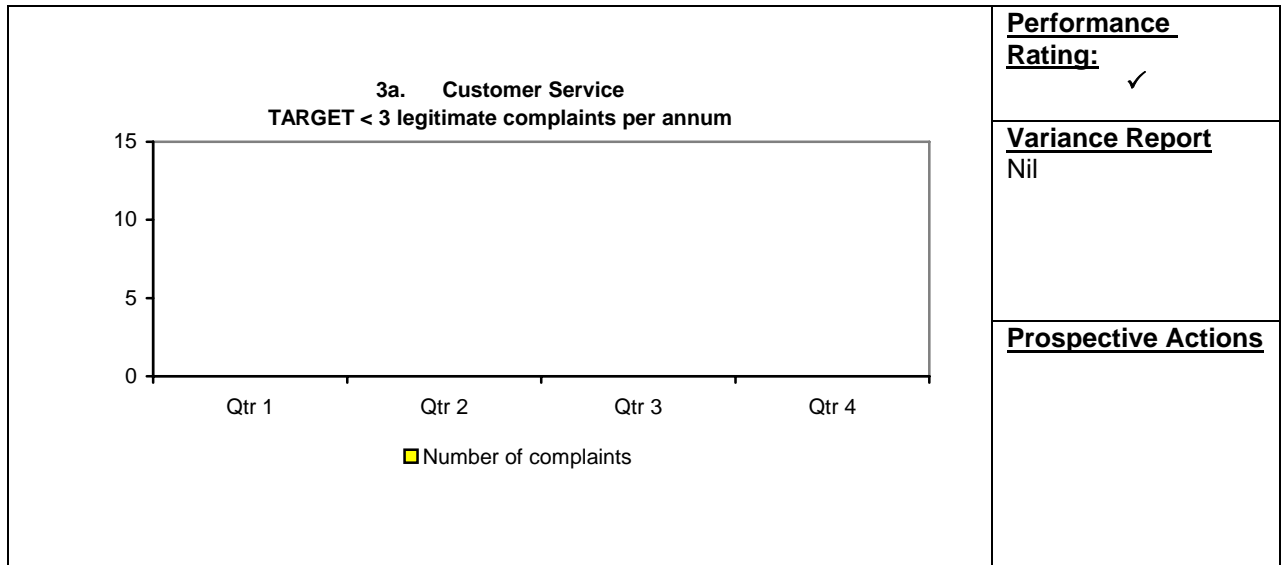 3a. Customer Service
TARGET < 3 legitimate complaints per annum
15
10
5
0
Qtr 1 Qtr 2 Qtr 3 Qtr 4
Number of complaints
Performance
Rating:
✓
Variance Report
Nil
Prospective Actions